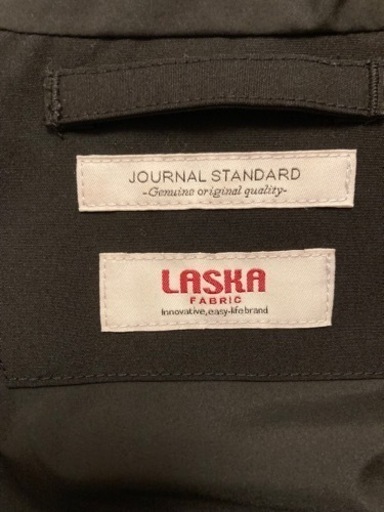 JOURNAL STANDARD
-Genuine original quality-
LASKA
FABRIC
Innovative,easy-life brand